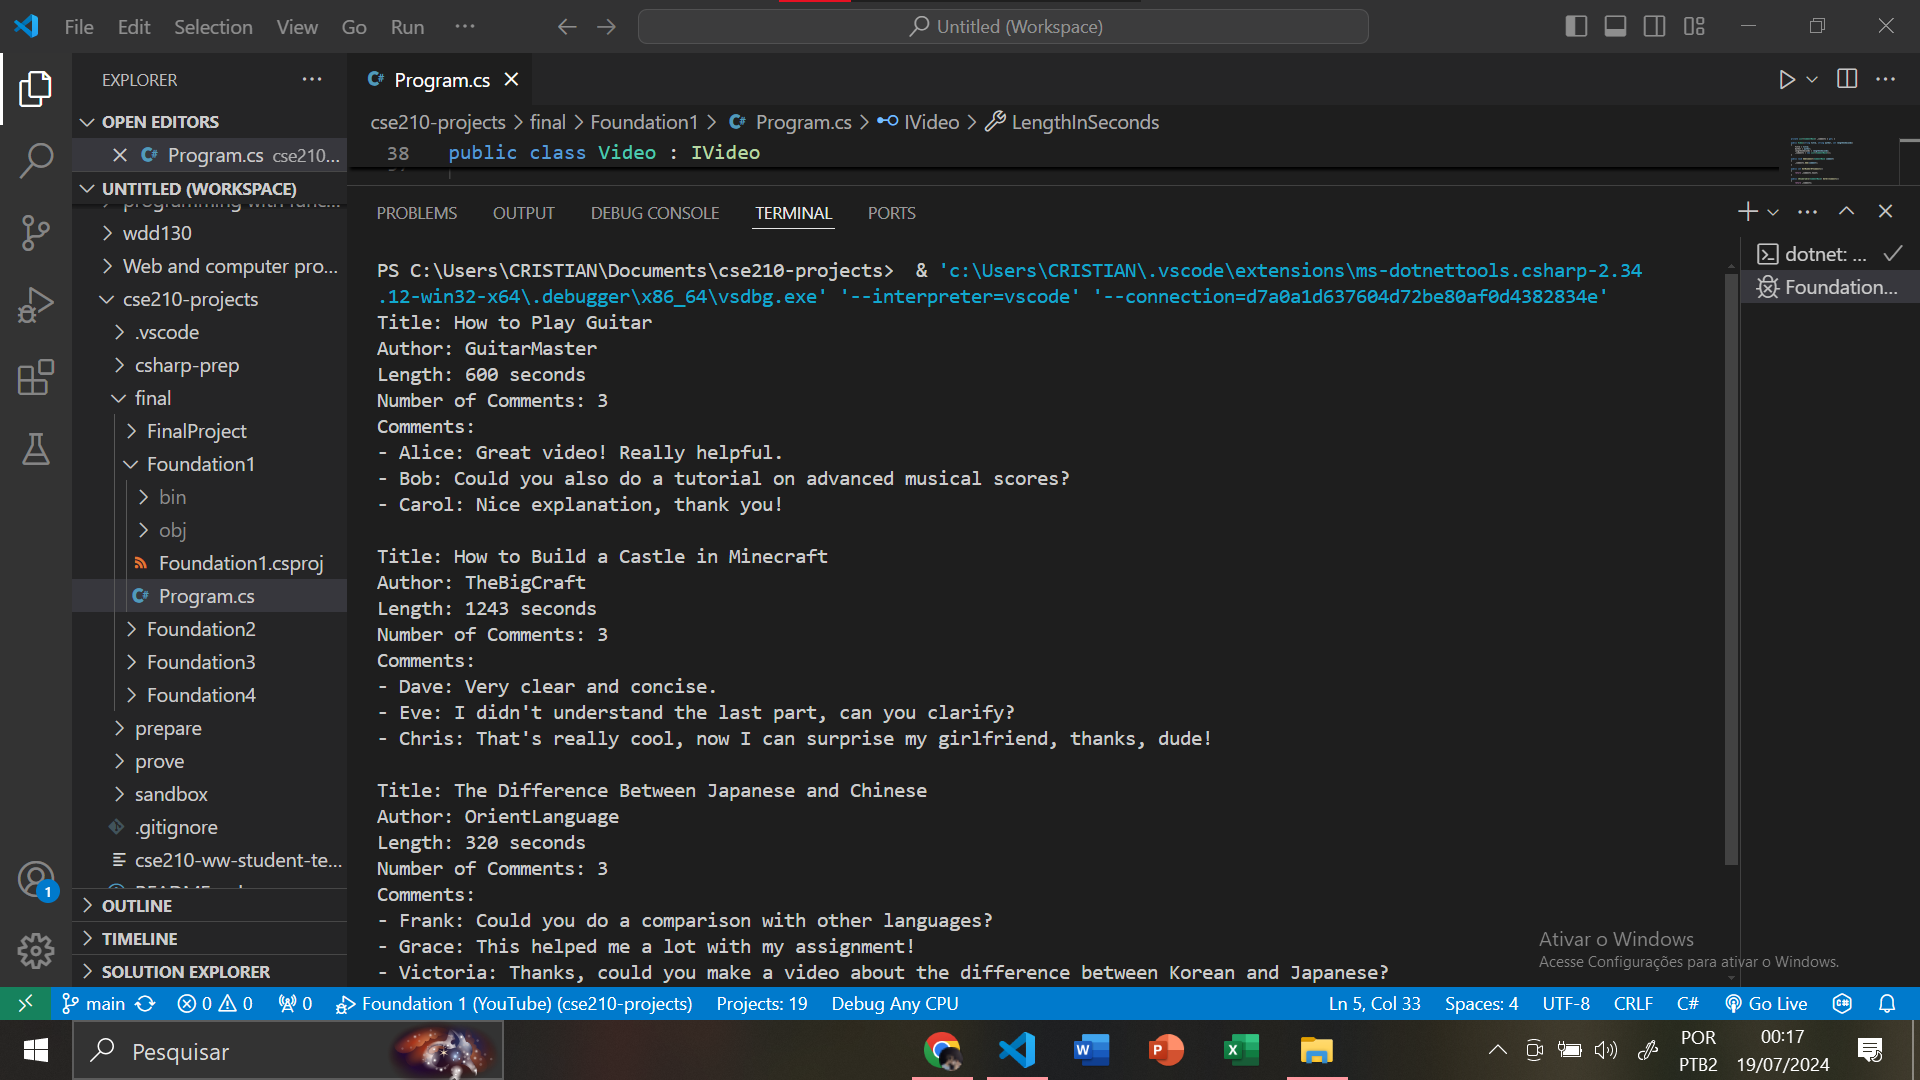 File Edit Selection View Go Run ···
Untitled (Workspace)
EXPLORER ···
OPEN EDITORS
Program.cs cse210...
UNTITLED (WORKSPACE)
programming with func...
wdd130
Web and computer pro...
cse210-projects
.vscode
csharp-prep
final
FinalProject
Foundation1
bin
obj
Foundation1.csproj
Program.cs
Foundation2
Foundation3
Foundation4
prepare
prove
sandbox
.gitignore
cse210-ww-student-te...
OUTLINE
TIMELINE
SOLUTION EXPLORER
Program.cs
cse210-projects > final > Foundation1 > Program.cs > IVideo > LengthInSeconds
38 public class Video : IVideo
PROBLEMS OUTPUT DEBUG CONSOLE TERMINAL PORTS
PS C:\Users\CRISTIAN\Documents\cse210-projects>  & 'c:\Users\CRISTIAN\.vscode\extensions\ms-dotnettools.csharp-2.34
.12-win32-x64\.debugger\x86_64\vsdbg.exe' '--interpreter=vscode' '--connection=d7a0a1d637604d72be80af0d4382834e'
Title: How to Play Guitar
Author: GuitarMaster
Length: 600 seconds
Number of Comments: 3
Comments:
- Alice: Great video! Really helpful.
- Bob: Could you also do a tutorial on advanced musical scores?
- Carol: Nice explanation, thank you!
Title: How to Build a Castle in Minecraft
Author: TheBigCraft
Length: 1243 seconds
Number of Comments: 3
Comments:
- Dave: Very clear and concise.
- Eve: I didn't understand the last part, can you clarify?
- Chris: That's really cool, now I can surprise my girlfriend, thanks, dude!
Title: The Difference Between Japanese and Chinese
Author: OrientLanguage
Length: 320 seconds
Number of Comments: 3
Comments:
- Frank: Could you do a comparison with other languages?
- Grace: This helped me a lot with my assignment!
- Victoria: Thanks, could you make a video about the difference between Korean and Japanese?
dotnet: ...
Foundation...
Ativar o Windows
Acesse Configurações para ativar o Windows.
1
main 0 0 0 Foundation 1 (YouTube) (cse210-projects) Projects: 19 Debug Any CPU
Ln 5, Col 33 Spaces: 4 UTF-8 CRLF C# Go Live
Pesquisar
POR
PTB2
00:17
19/07/2024